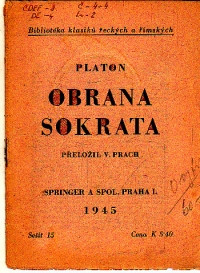 Bibliotéka klasiků řeckých a římských
PLATON
OBRANA
SOKRATA
PŘELOŽIL V. PRACH
SPRINGER A SPOL. PRAHA I.
1945
Sešit 15
Cena K 8·40